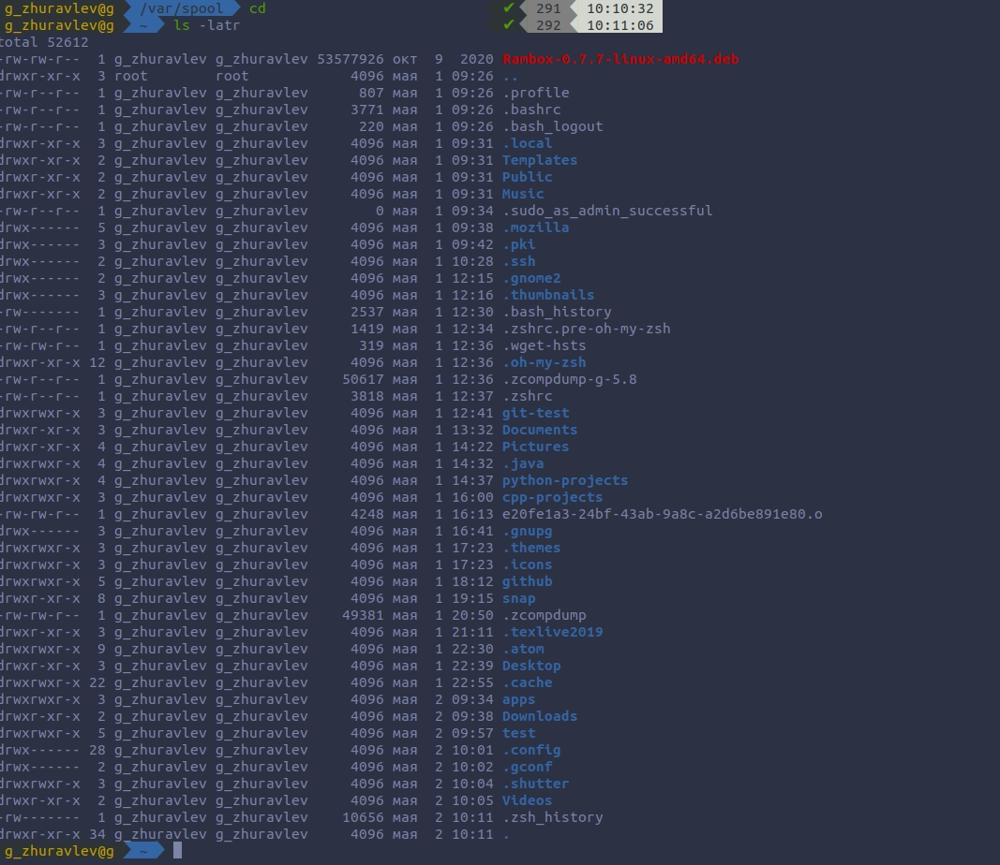 g_zhuravlev@g /var/spool cd ✔ 291 10:10:32
g_zhuravlev@g ~ ls -latr ✔ 292 10:11:06
total 52612
-rw-rw-r-- 1 g_zhuravlev g_zhuravlev 53577926 окт 9 2020 Rambox-0.7.7-linux-amd64.deb
drwxr-xr-x 3 root root 4096 мая 1 09:26 ..
-rw-r--r-- 1 g_zhuravlev g_zhuravlev 807 мая 1 09:26 .profile
-rw-r--r-- 1 g_zhuravlev g_zhuravlev 3771 мая 1 09:26 .bashrc
-rw-r--r-- 1 g_zhuravlev g_zhuravlev 220 мая 1 09:26 .bash_logout
drwxr-xr-x 3 g_zhuravlev g_zhuravlev 4096 мая 1 09:31 .local
drwxr-xr-x 2 g_zhuravlev g_zhuravlev 4096 мая 1 09:31 Templates
drwxr-xr-x 2 g_zhuravlev g_zhuravlev 4096 мая 1 09:31 Public
drwxr-xr-x 2 g_zhuravlev g_zhuravlev 4096 мая 1 09:31 Music
-rw-r--r-- 1 g_zhuravlev g_zhuravlev 0 мая 1 09:34 .sudo_as_admin_successful
drwx------ 5 g_zhuravlev g_zhuravlev 4096 мая 1 09:38 .mozilla
drwx------ 3 g_zhuravlev g_zhuravlev 4096 мая 1 09:42 .pki
drwx------ 2 g_zhuravlev g_zhuravlev 4096 мая 1 10:28 .ssh
drwx------ 2 g_zhuravlev g_zhuravlev 4096 мая 1 12:15 .gnome2
drwx------ 3 g_zhuravlev g_zhuravlev 4096 мая 1 12:16 .thumbnails
-rw------- 1 g_zhuravlev g_zhuravlev 2537 мая 1 12:30 .bash_history
-rw-r--r-- 1 g_zhuravlev g_zhuravlev 1419 мая 1 12:34 .zshrc.pre-oh-my-zsh
-rw-rw-r-- 1 g_zhuravlev g_zhuravlev 319 мая 1 12:36 .wget-hsts
drwxr-xr-x 12 g_zhuravlev g_zhuravlev 4096 мая 1 12:36 .oh-my-zsh
-rw-r--r-- 1 g_zhuravlev g_zhuravlev 50617 мая 1 12:36 .zcompdump-g-5.8
-rw-r--r-- 1 g_zhuravlev g_zhuravlev 3818 мая 1 12:37 .zshrc
drwxrwxr-x 3 g_zhuravlev g_zhuravlev 4096 мая 1 12:41 git-test
drwxr-xr-x 3 g_zhuravlev g_zhuravlev 4096 мая 1 13:32 Documents
drwxr-xr-x 4 g_zhuravlev g_zhuravlev 4096 мая 1 14:22 Pictures
drwxrwxr-x 4 g_zhuravlev g_zhuravlev 4096 мая 1 14:32 .java
drwxrwxr-x 4 g_zhuravlev g_zhuravlev 4096 мая 1 14:37 python-projects
drwxrwxr-x 3 g_zhuravlev g_zhuravlev 4096 мая 1 16:00 cpp-projects
-rw-rw-r-- 1 g_zhuravlev g_zhuravlev 4248 мая 1 16:13 e20fe1a3-24bf-43ab-9a8c-a2d6be891e80.o
drwx------ 3 g_zhuravlev g_zhuravlev 4096 мая 1 16:41 .gnupg
drwxrwxr-x 3 g_zhuravlev g_zhuravlev 4096 мая 1 17:23 .themes
drwxrwxr-x 3 g_zhuravlev g_zhuravlev 4096 мая 1 17:23 .icons
drwxrwxr-x 5 g_zhuravlev g_zhuravlev 4096 мая 1 18:12 github
drwxr-xr-x 8 g_zhuravlev g_zhuravlev 4096 мая 1 19:15 snap
-rw-rw-r-- 1 g_zhuravlev g_zhuravlev 49381 мая 1 20:50 .zcompdump
drwxr-xr-x 3 g_zhuravlev g_zhuravlev 4096 мая 1 21:11 .texlive2019
drwxrwxr-x 9 g_zhuravlev g_zhuravlev 4096 мая 1 22:30 .atom
drwxr-xr-x 3 g_zhuravlev g_zhuravlev 4096 мая 1 22:39 Desktop
drwxrwxr-x 22 g_zhuravlev g_zhuravlev 4096 мая 1 22:55 .cache
drwxrwxr-x 3 g_zhuravlev g_zhuravlev 4096 мая 2 09:34 apps
drwxr-xr-x 2 g_zhuravlev g_zhuravlev 4096 мая 2 09:38 Downloads
drwxrwxr-x 5 g_zhuravlev g_zhuravlev 4096 мая 2 09:57 test
drwx------ 28 g_zhuravlev g_zhuravlev 4096 мая 2 10:01 .config
drwx------ 2 g_zhuravlev g_zhuravlev 4096 мая 2 10:02 .gconf
drwxrwxr-x 3 g_zhuravlev g_zhuravlev 4096 мая 2 10:04 .shutter
drwxr-xr-x 2 g_zhuravlev g_zhuravlev 4096 мая 2 10:05 Videos
-rw------- 1 g_zhuravlev g_zhuravlev 10656 мая 2 10:11 .zsh_history
drwxr-xr-x 34 g_zhuravlev g_zhuravlev 4096 мая 2 10:11 .
g_zhuravlev@g ~